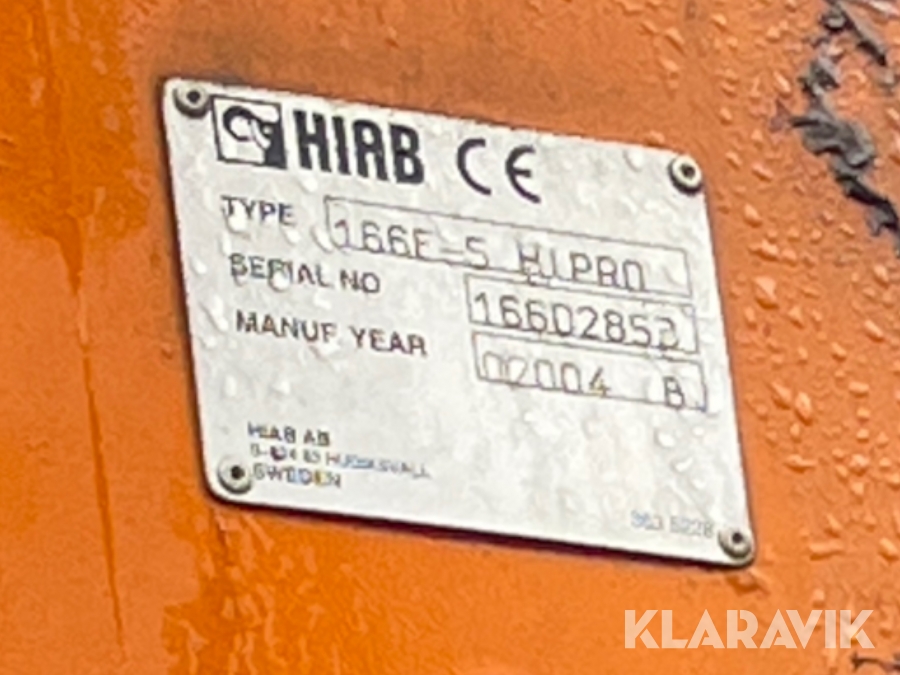 HIAB CE
TYPE 166E-5 HIPRO
SERIAL NO 16602852
MANUF. YEAR 02004 B
HIAB AB
SWEDEN
KLARAVIK